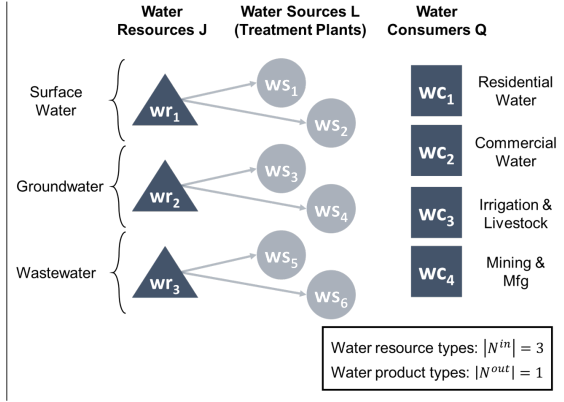 Water
Resources J
Water Sources L
(Treatment Plants)
Water
Consumers Q
Surface
Water
wr₁
ws₁
ws₂
wc₁
Residential
Water
Groundwater
wr₂
ws₃
ws₄
wc₂
Commercial
Water
Wastewater
wr₃
ws₅
ws₆
wc₃
Irrigation &
Livestock
wc₄
Mining &
Mfg
Water resource types: |Nⁱⁿ| = 3
Water product types: |Nᵒᵘᵗ| = 1